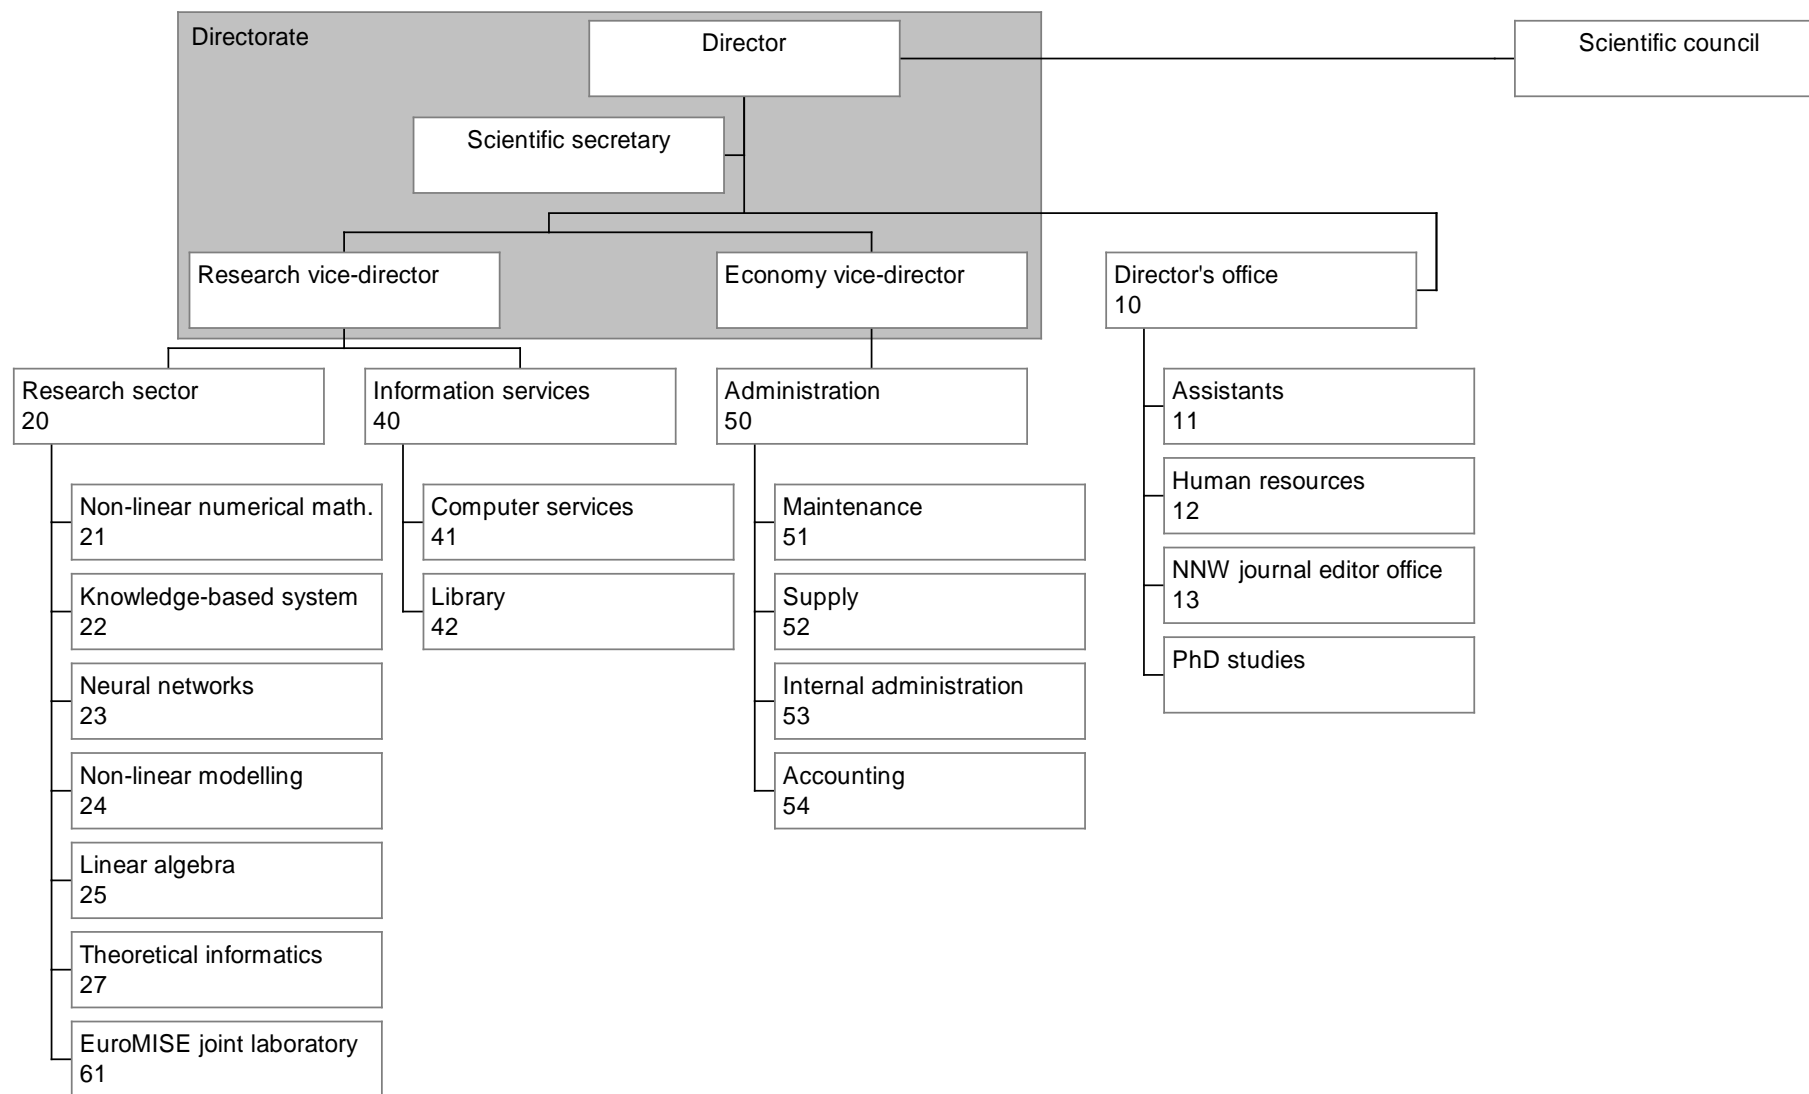 Directorate
Director
Scientific council
Scientific secretary
Research vice-director
Economy vice-director
Director's office
10
Research sector
20
Information services
40
Administration
50
Assistants
11
Human resources
12
NNW journal editor office
13
PhD studies
Non-linear numerical math.
21
Knowledge-based system
22
Neural networks
23
Non-linear modelling
24
Linear algebra
25
Theoretical informatics
27
EuroMISE joint laboratory
61
Computer services
41
Library
42
Maintenance
51
Supply
52
Internal administration
53
Accounting
54